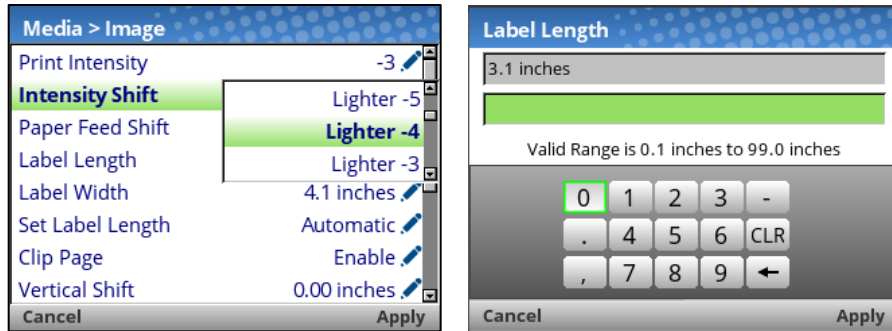 Media > Image
Print Intensity -3
Intensity Shift Lighter -5
Lighter -4
Paper Feed Shift
Label Length Lighter -3
Label Width 4.1 inches
Set Label Length Automatic
Clip Page Enable
Vertical Shift 0.00 inches
Cancel Apply
Label Length
3.1 inches
Valid Range is 0.1 inches to 99.0 inches
0 1 2 3 -
. 4 5 6 CLR
, 7 8 9 ←
Cancel Apply